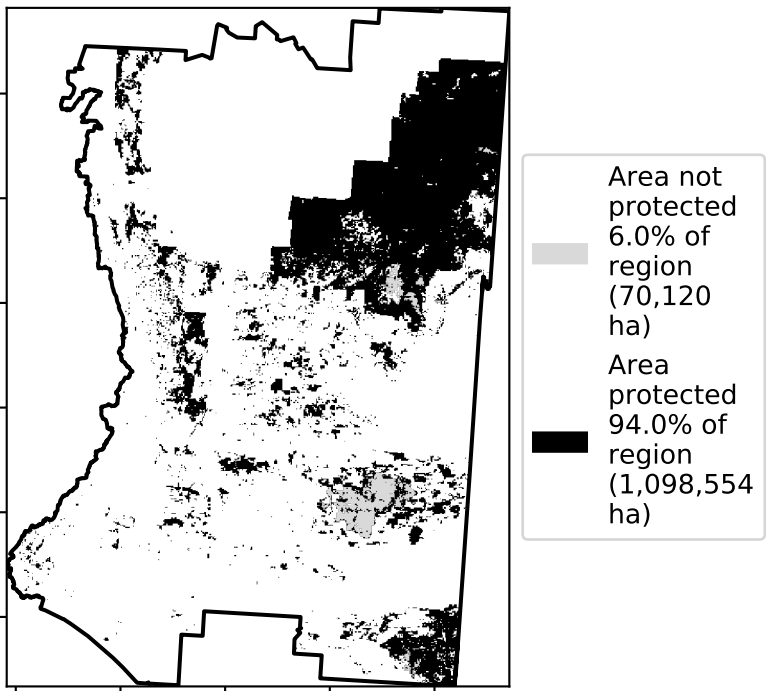 Area not
protected
6.0% of
region
(70,120
ha)
Area
protected
94.0% of
region
(1,098,554
ha)